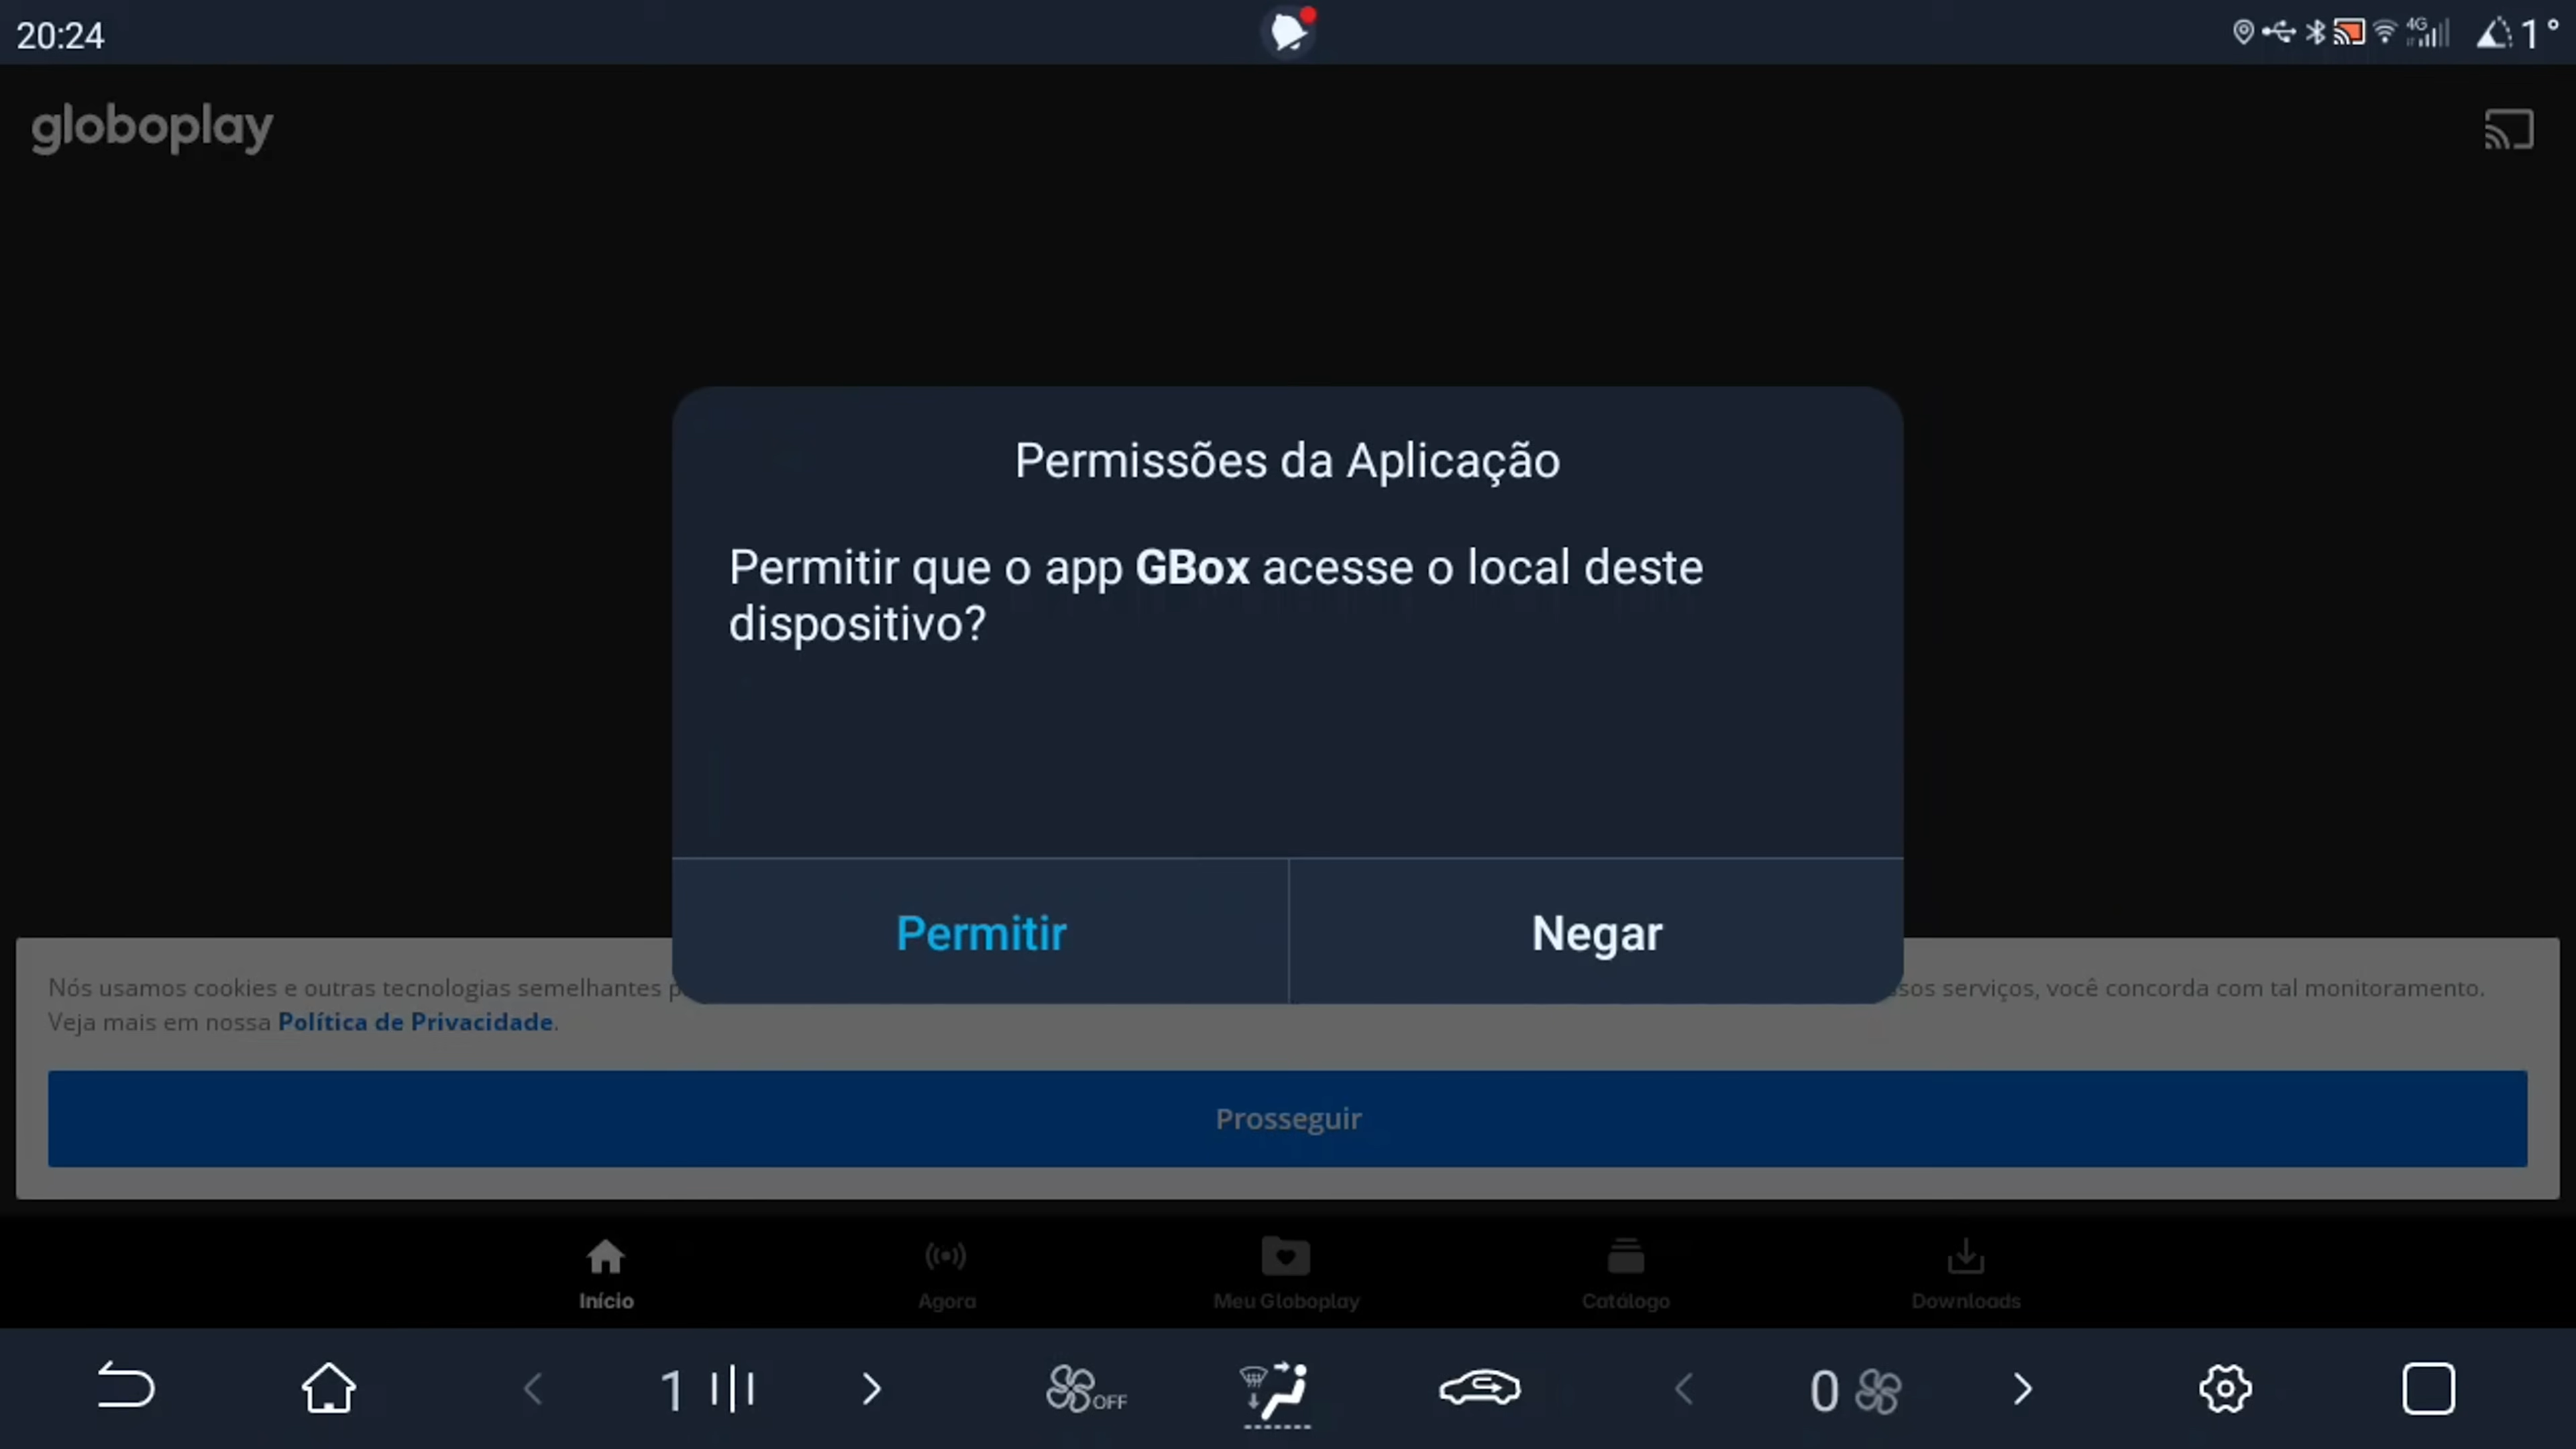 20:24
4G
1°
globoplay
Permissões da Aplicação
Permitir que o app GBox acesse o local deste
dispositivo?
Permitir
Negar
Nós usamos cookies e outras tecnologias semelhantes
serviços, você concorda com tal monitoramento.
Veja mais em nossa Política de Privacidade.
Prosseguir
Início
Agora
Meu Globoplay
Catálogo
Downloads
1
OFF
0